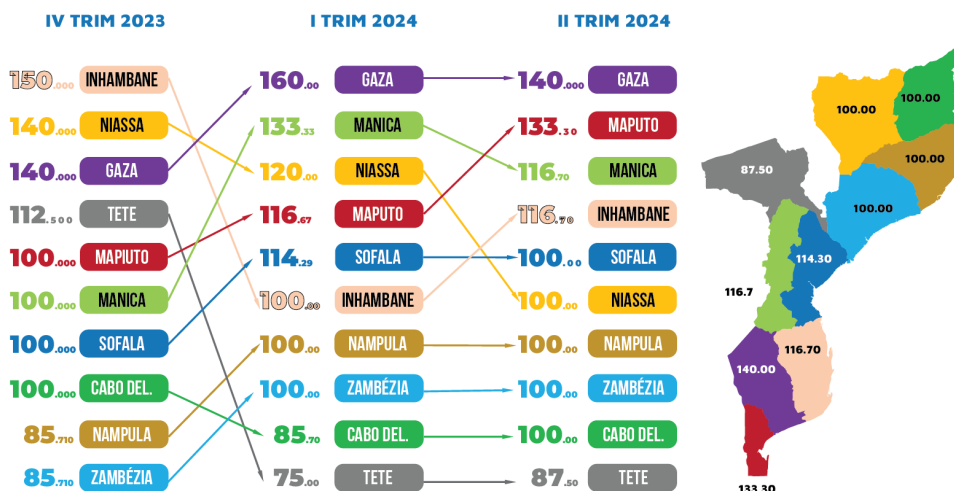 IV TRIM 2023 I TRIM 2024 II TRIM 2024
150.000 INHAMBANE 160.00 GAZA 140.000 GAZA
140.000 NIASSA 133.33 MANICA 133.30 MAPUTO
140.000 GAZA 120.00 NIASSA 116.70 MANICA
112.500 TETE 116.67 MAPUTO 116.70 INHAMBANE
100.000 MAPIUTO 114.29 SOFALA 100.00 SOFALA
100.000 MANICA 100.00 INHAMBANE 100.00 NIASSA
100.000 SOFALA 100.00 NAMPULA 100.00 NAMPULA
100.000 CABO DEL. 100.00 ZAMBÉZIA 100.00 ZAMBÉZIA
85.710 NAMPULA 85.70 CABO DEL. 100.00 CABO DEL.
85.710 ZAMBÉZIA 75.00 TETE 87.50 TETE
100.00
100.00
100.00
87.50
100.00
114.30
116.7
116.70
140.00
133.30